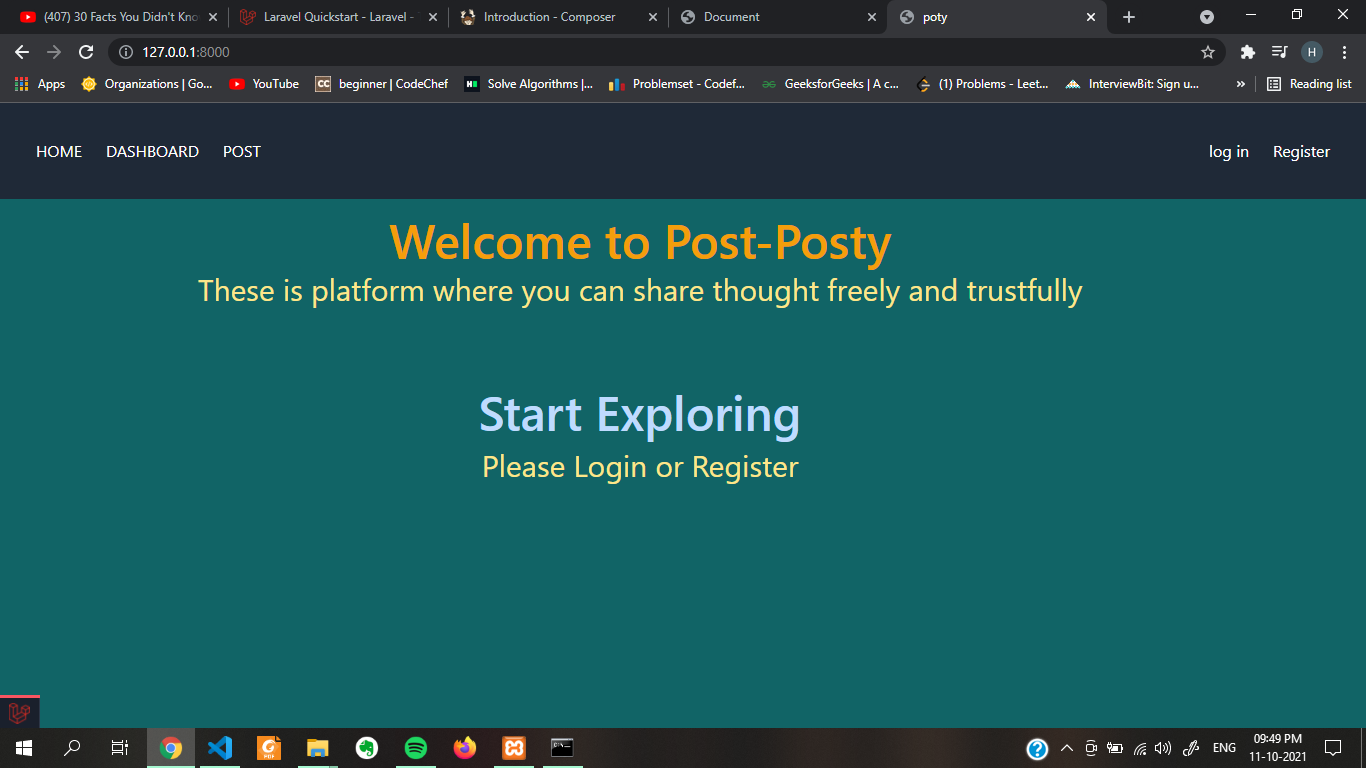 (407) 30 Facts You Didn't Kno
Laravel Quickstart - Laravel -
Introduction - Composer
Document
poty
127.0.0.1:8000
H
Apps
Organizations | Go...
YouTube
CC
beginner | CodeChef
Solve Algorithms |...
Problemset - Codef...
GeeksforGeeks | A c...
(1) Problems - Leet...
InterviewBit: Sign u...
»
Reading list
HOME
DASHBOARD
POST
log in
Register
Welcome to Post-Posty
These is platform where you can share thought freely and trustfully
Start Exploring
Please Login or Register
PDF
ENG
09:49 PM
11-10-2021